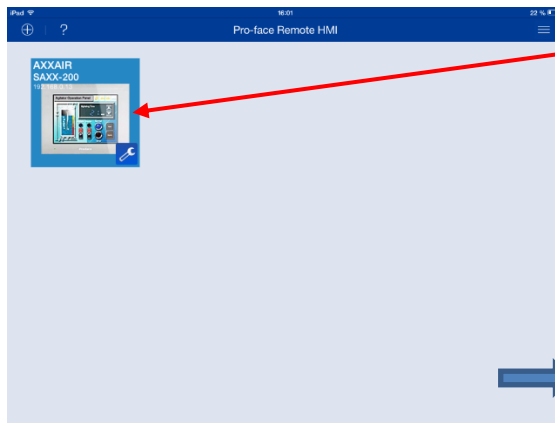 iPad
16:01
22 %
?
Pro-face Remote HMI
AXXAIR
SAXX-200